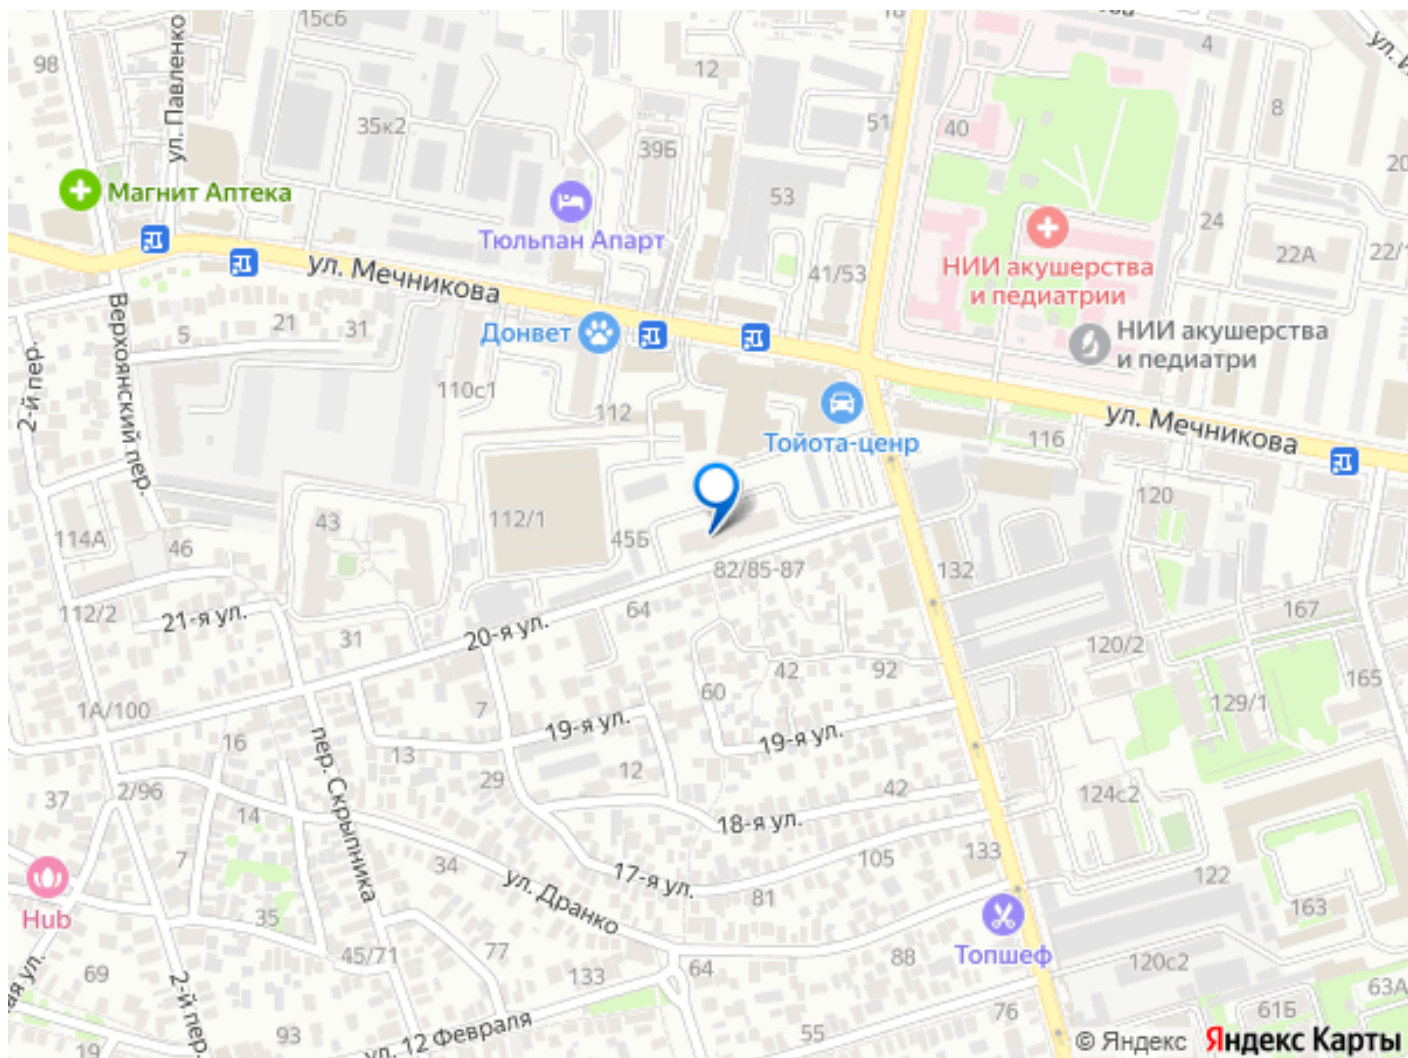 15с6
16
4
98
12
ул. Павленко
8
35к2
51
40
39Б
20
Магнит Аптека
53
24
Тюльпан Апарт
22А
22/1
ул. Мечникова
41/53
НИИ акушерства
и педиатрии
Верхоянский пер.
21
31
5
Донвет
НИИ акушерства
и педиатри
2-й пер.
110с1
112
Тойота-ценр
116
ул. Мечникова
43
112/1
120
114А
46
45Б
82/85-87
132
112/2
21-я ул.
64
167
31
20-я ул.
120/2
42
92
165
60
129/1
1А/100
7
19-я ул.
19-я ул.
16
13
пер. Скрыпника
12
29
42
124с2
37
2/96
14
18-я ул.
7
34
105
133
17-я ул.
122
Hub
ул. Дранко
81
163
35
45/71
77
Топшеф
88
120с2
69
133
64
2-й пер.
76
63А
61Б
93
ул. 12 Февраля
55
19
© Яндекс Яндекс Карты